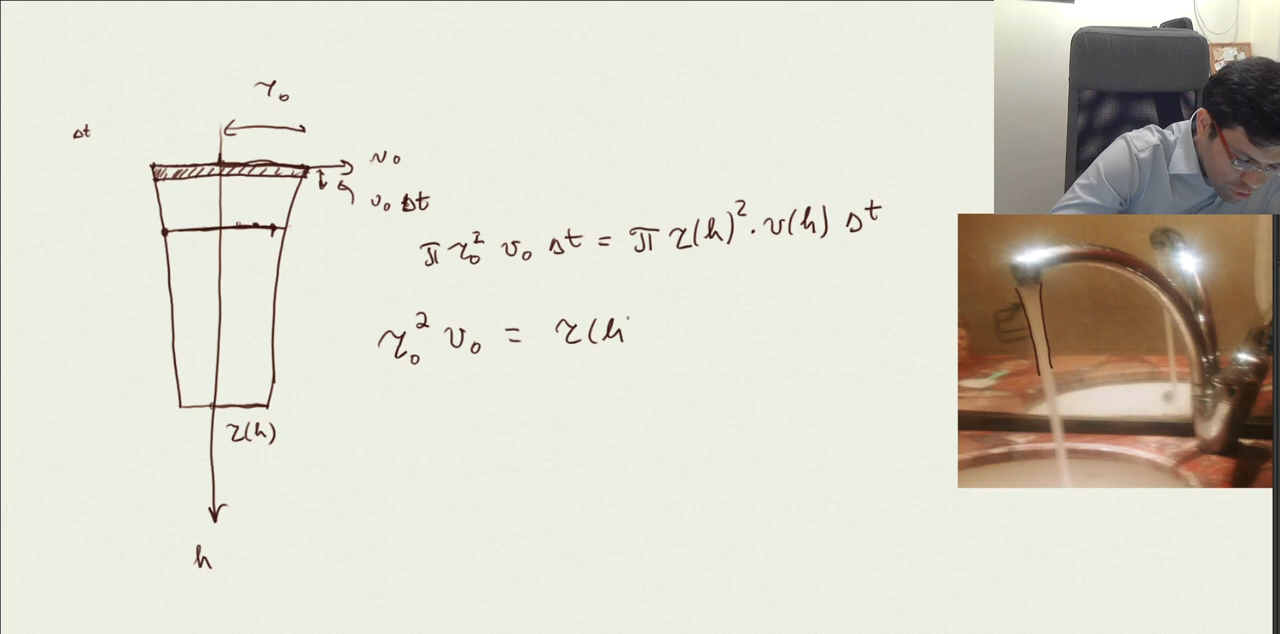 r₀
Δt
v₀
v₀ Δt
π r₀² v₀ Δt = π r(h)² · v(h) Δt
r₀² v₀ = r(h
r(h)
h